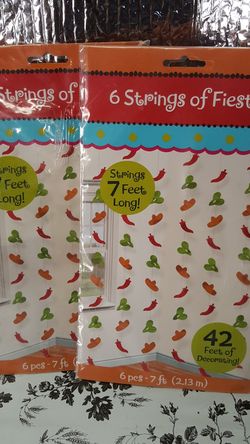 Strings of
6 Strings of Fiest
Strings
7 Feet
Long!
Strings
7 Feet
Long!
42
Feet of
Decorating!
6 pcs - 7 ft
6 pcs - 7 ft (2.13 m)